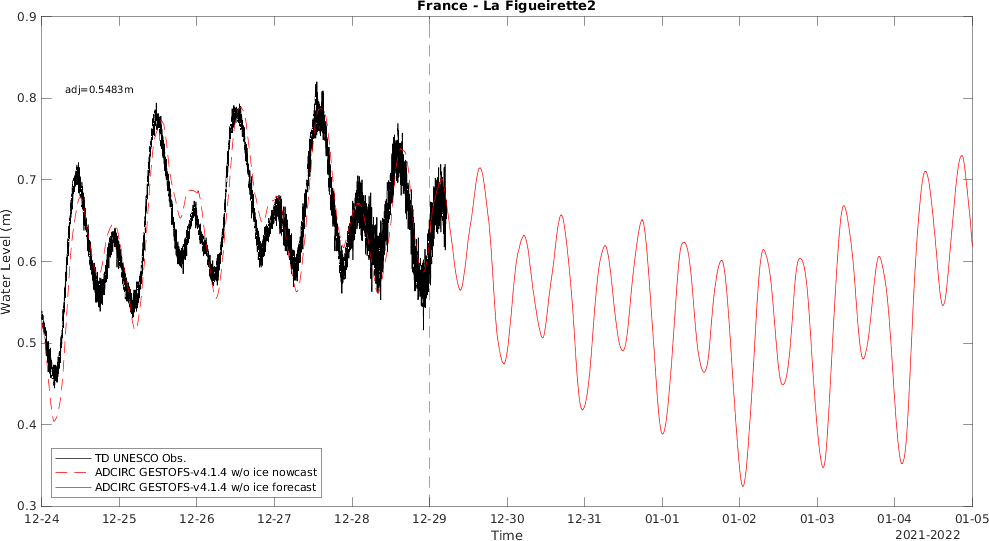 France - La Figueirette2
0.9
0.8
0.7
0.6
0.5
0.4
0.3
Water Level (m)
adj=0.5483m
TD UNESCO Obs.
ADCIRC GESTOFS-v4.1.4 w/o ice nowcast
ADCIRC GESTOFS-v4.1.4 w/o ice forecast
12-24 12-25 12-26 12-27 12-28 12-29 12-30 12-31 01-01 01-02 01-03 01-04 01-05
Time
2021-2022